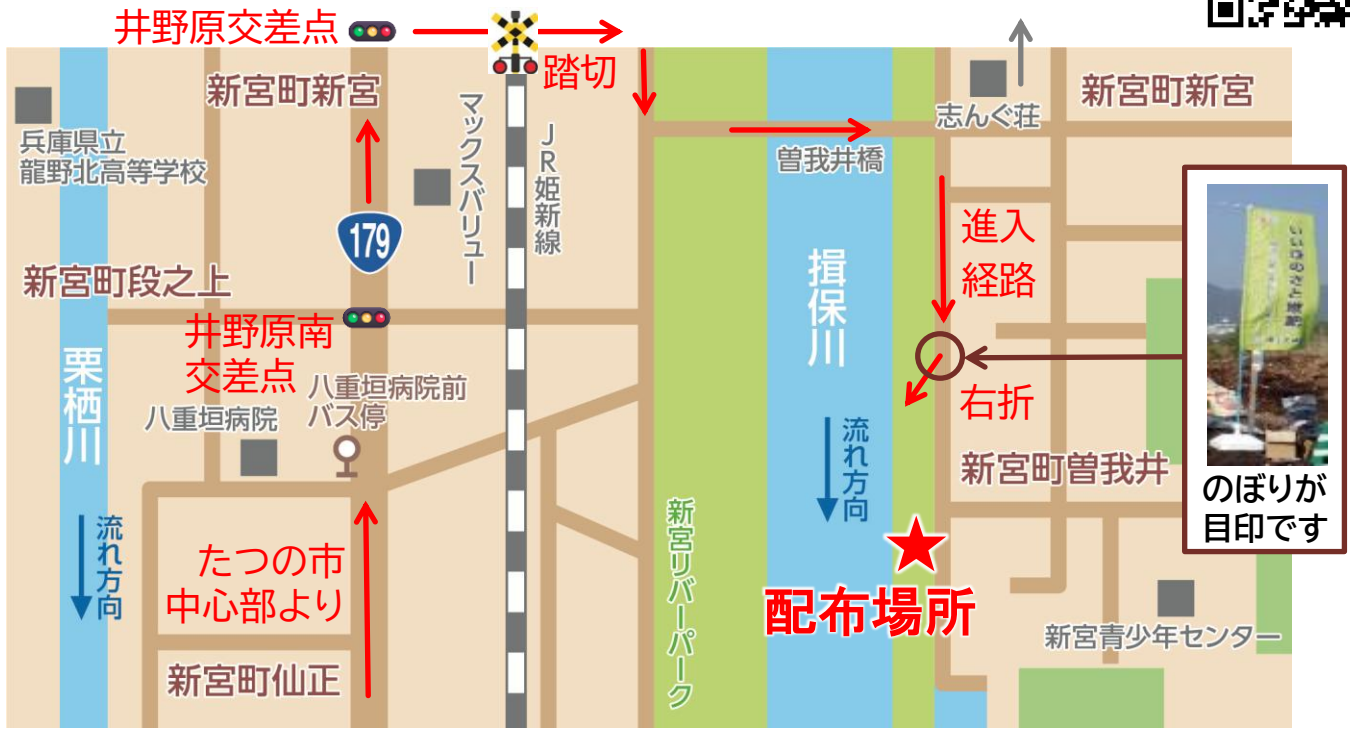 井野原交差点
踏切
新宮町新宮
兵庫県立
龍野北高等学校
マックスバリュー
JR姫新線
志んぐ荘
新宮町新宮
曽我井橋
179
進入
経路
新宮町段之上
井野原南
交差点
揖保川
栗栖川
八重垣病院前
バス停
八重垣病院
右折
流れ方向
新宮町曽我井
のぼりが
目印です
流れ方向
たつの市
中心部より
新宮リバーパーク
配布場所
新宮青少年センター
新宮町仙正